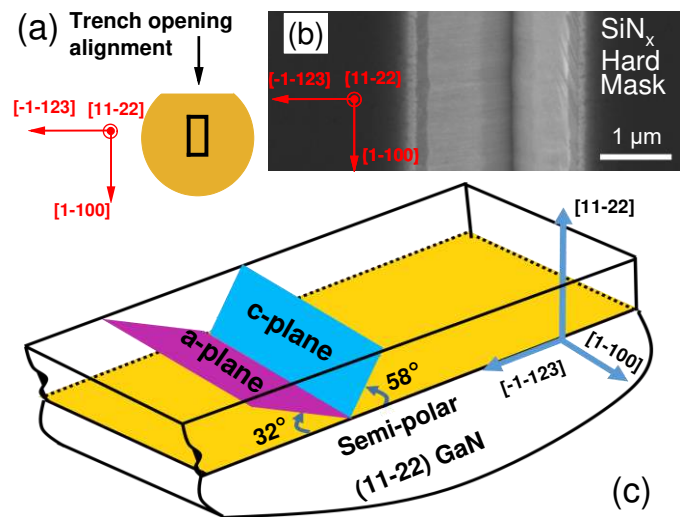 (a) Trench opening
alignment
[-1-123] [11-22]
[1-100]
(b)
SiNx
Hard
Mask
[-1-123] [11-22]
[1-100]
1 µm
[11-22]
[1-100]
[-1-123]
c-plane
a-plane
58°
32°
Semi-polar
(11-22) GaN
(c)